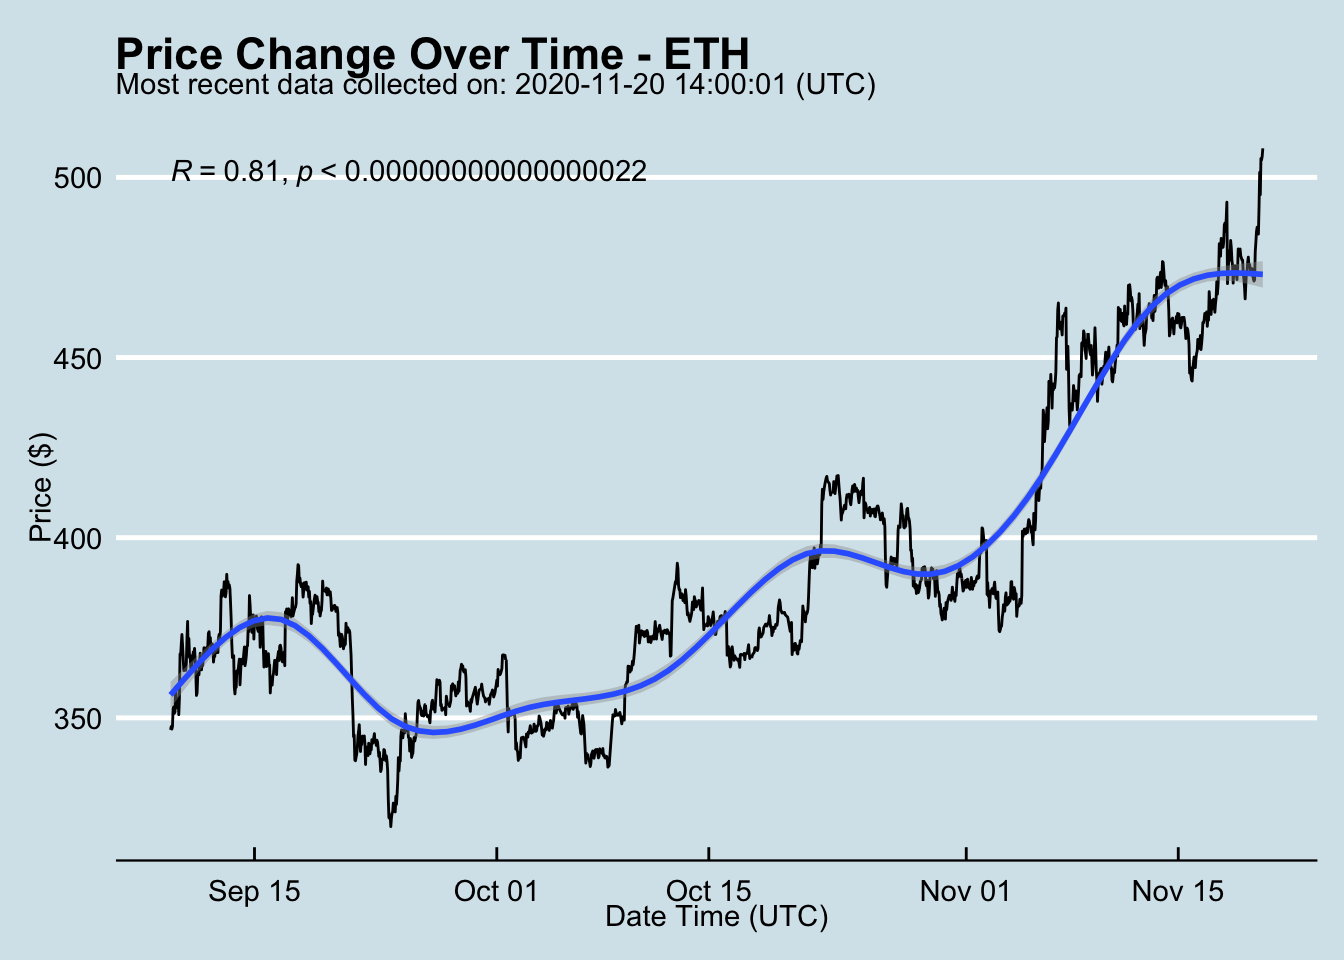 Price Change Over Time - ETH
Most recent data collected on: 2020-11-20 14:00:01 (UTC)
R = 0.81, p < 0.00000000000000022
500
450
400
350
Price ($)
Sep 15
Oct 01
Oct 15
Nov 01
Nov 15
Date Time (UTC)